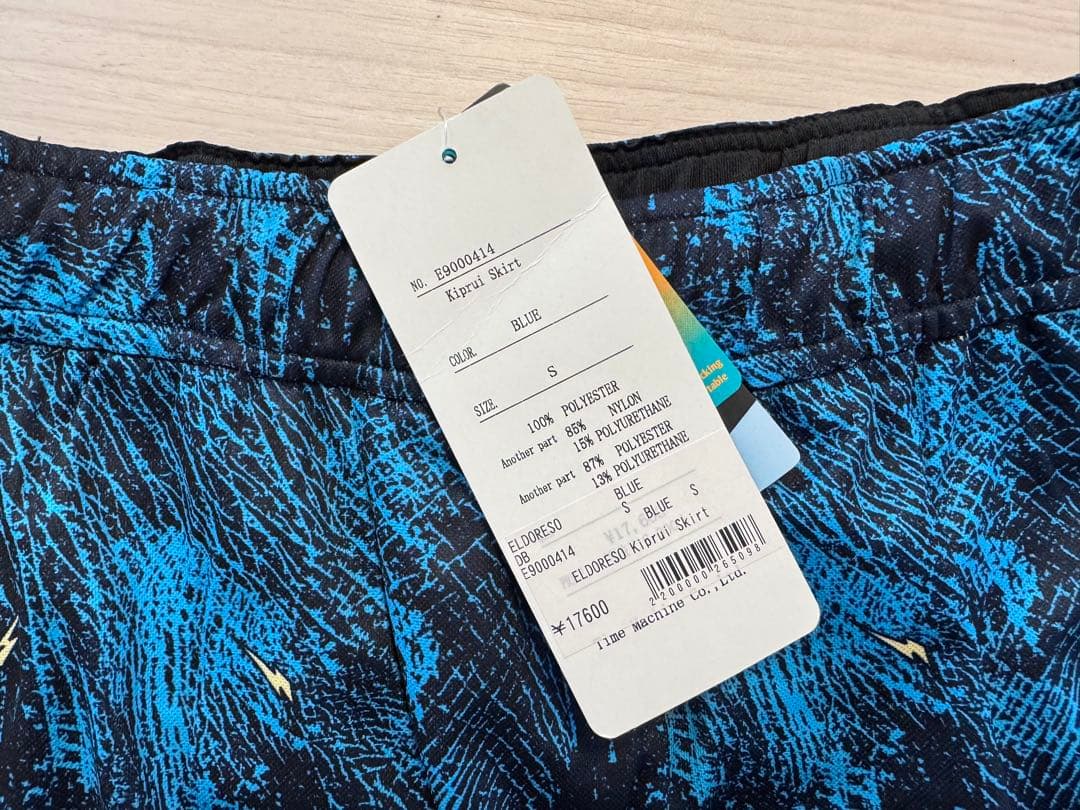 NO. E9000414
Kiprui Skirt
COLOR. BLUE
SIZE. S
100% POLYESTER
Another part 85% NYLON
15% POLYURETHANE
Another part 87% POLYESTER
13% POLYURETHANE
BLUE
ELDORESO S BLUE S
DB
E9000414
ELDORESO Kiprui Skirt
2200000265098
¥17600
Time Machine Co.,Ltd.